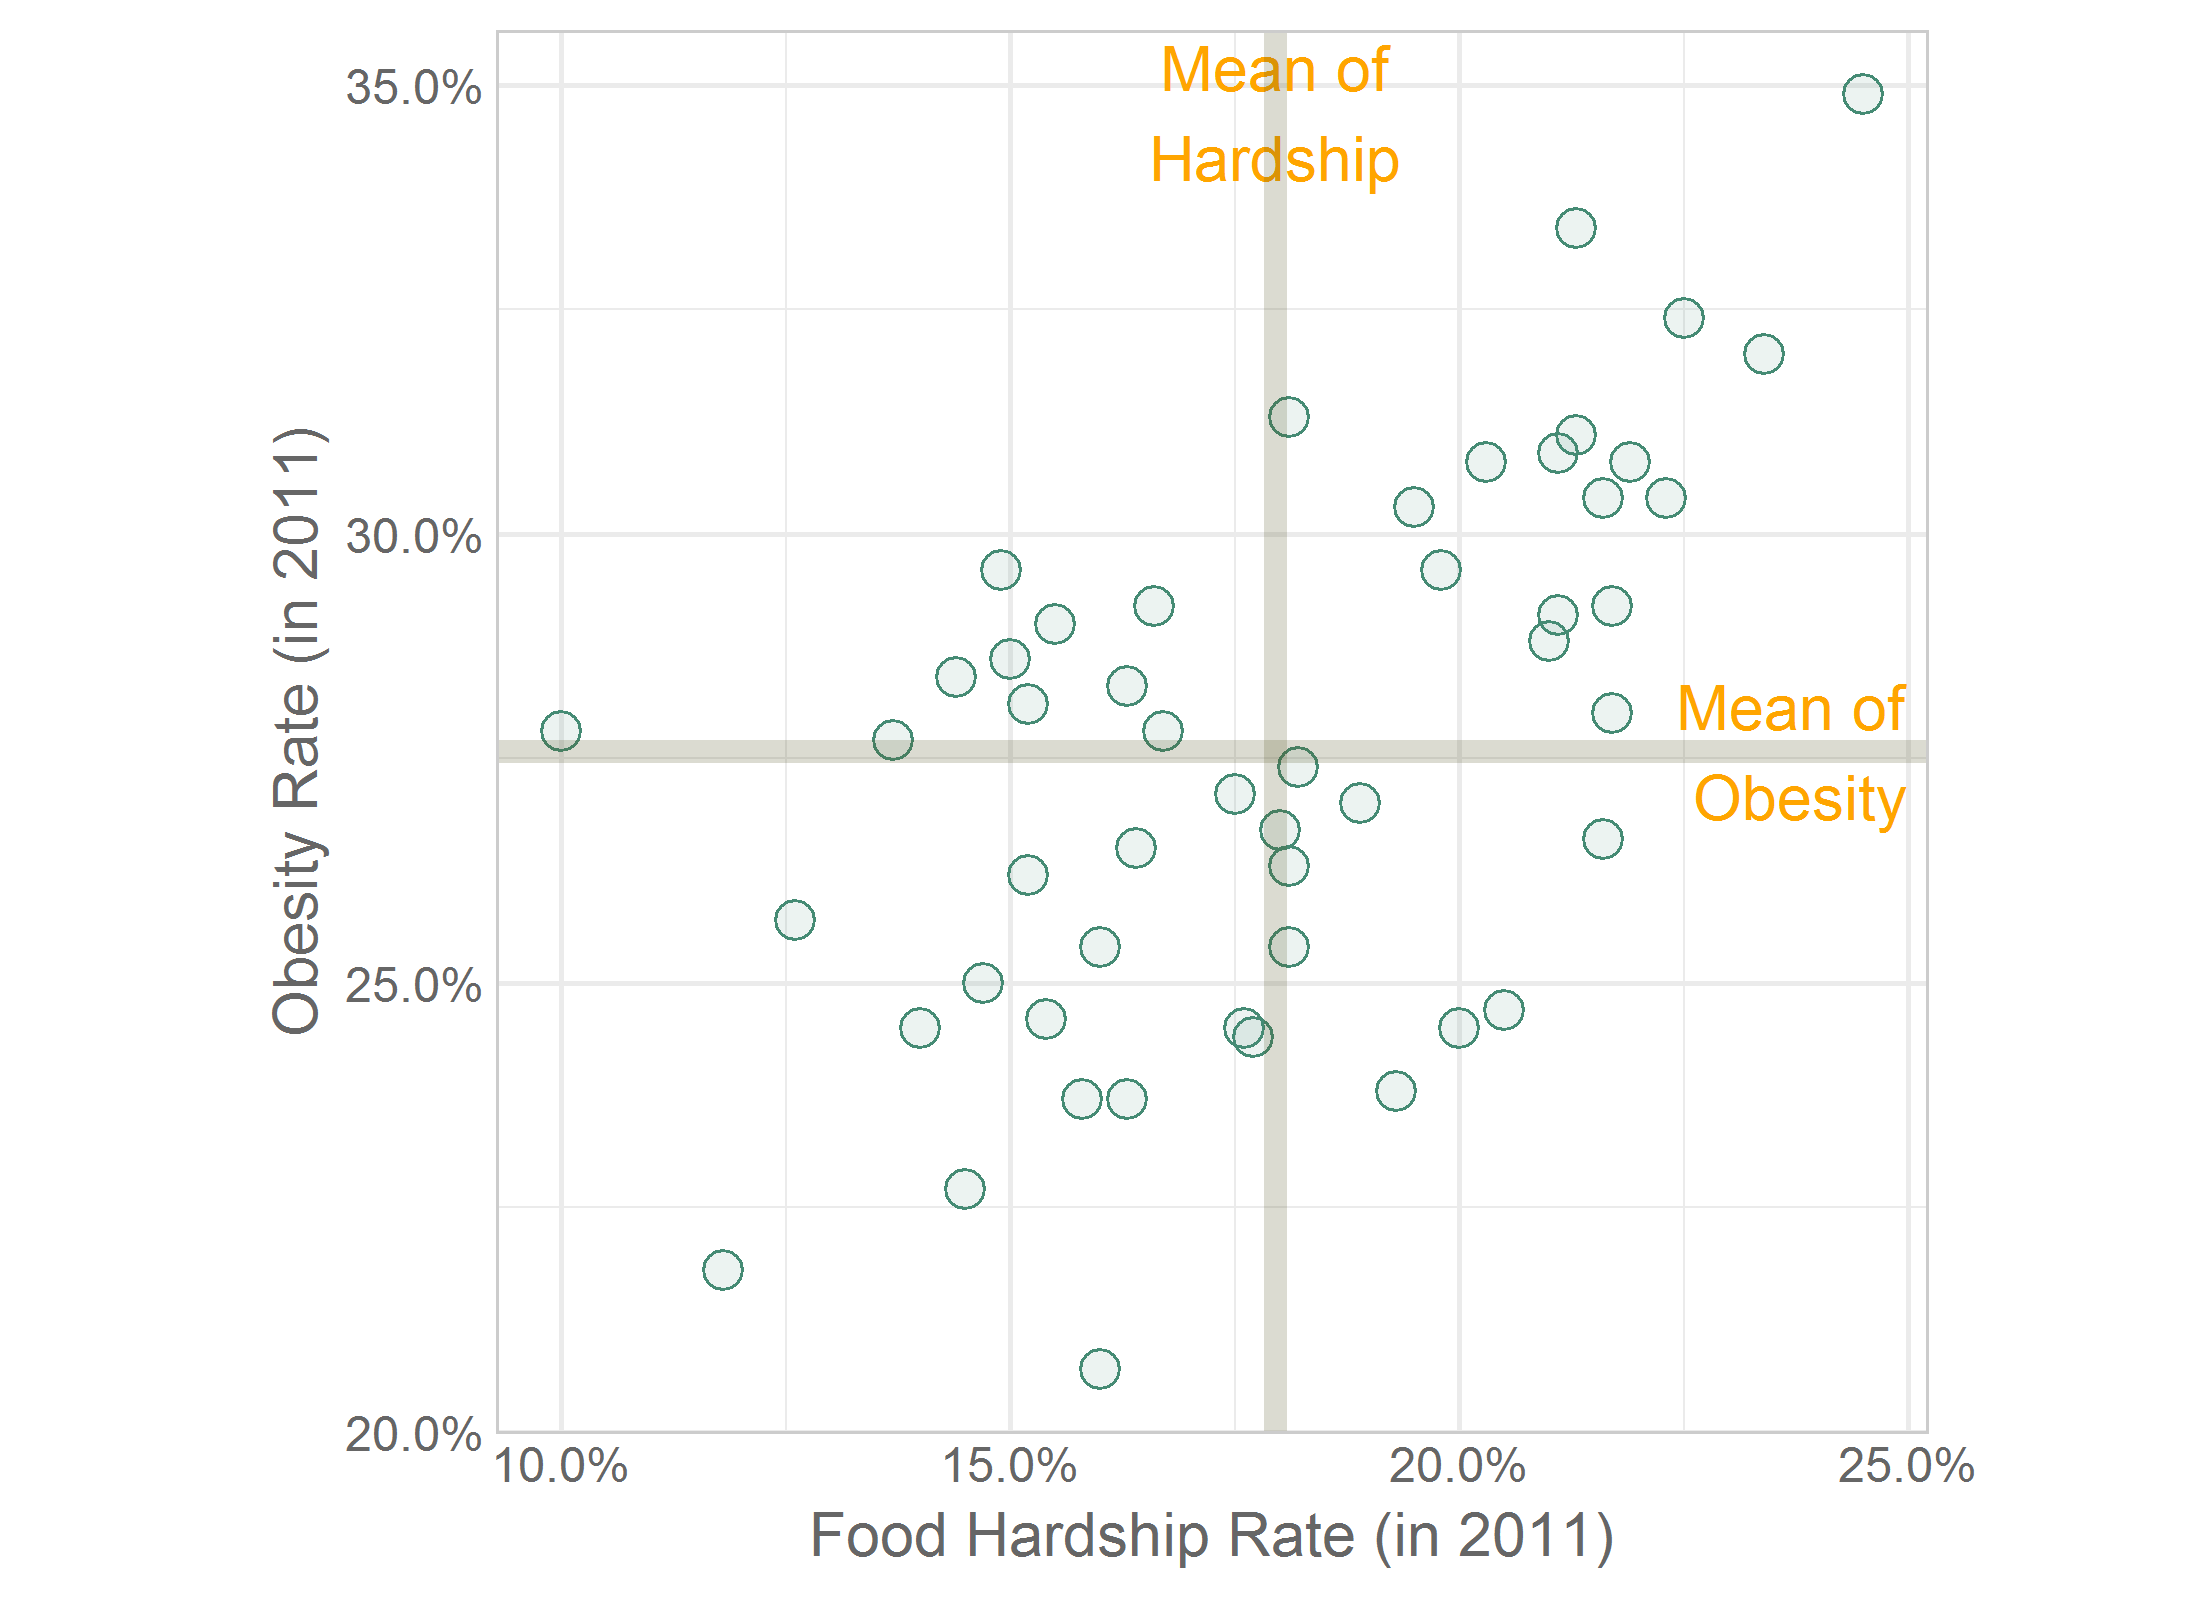 Mean of
Hardship
35.0%
30.0%
25.0%
20.0%
Obesity Rate (in 2011)
Mean of
Obesity
10.0%
15.0%
20.0%
25.0%
Food Hardship Rate (in 2011)